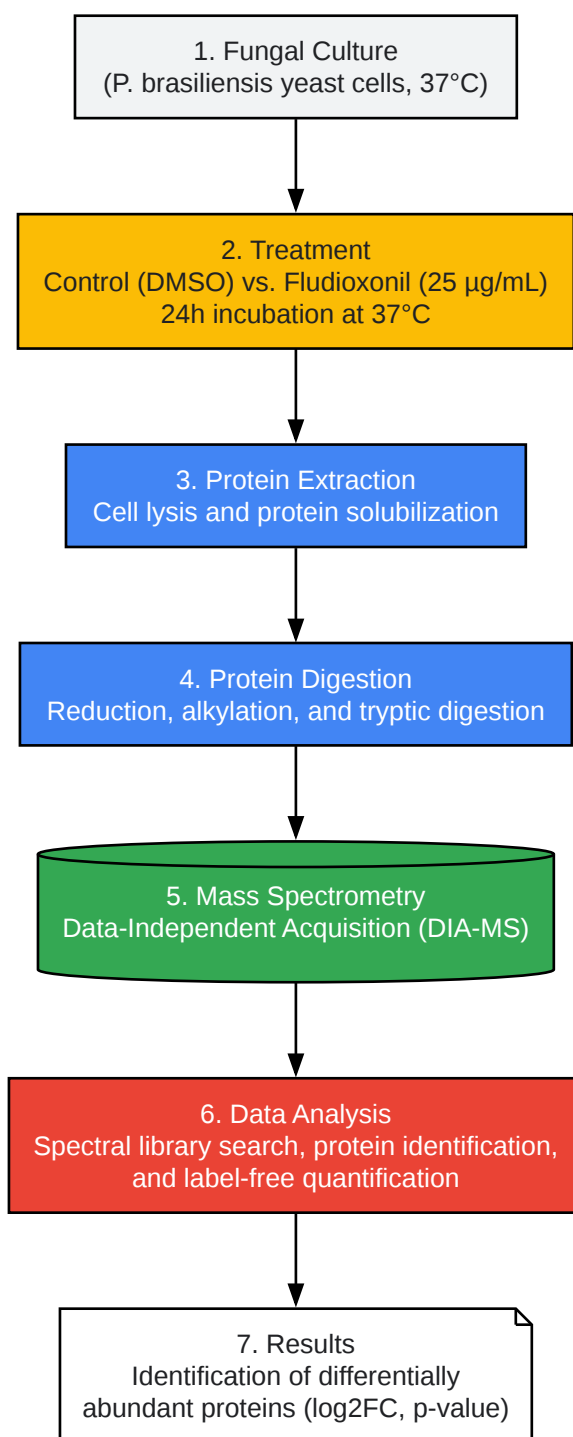 1. Fungal Culture
(P. brasiliensis yeast cells, 37°C)
2. Treatment
Control (DMSO) vs. Fludioxonil (25 µg/mL)
24h incubation at 37°C
3. Protein Extraction
Cell lysis and protein solubilization
4. Protein Digestion
Reduction, alkylation, and tryptic digestion
5. Mass Spectrometry
Data-Independent Acquisition (DIA-MS)
6. Data Analysis
Spectral library search, protein identification,
and label-free quantification
7. Results
Identification of differentially
abundant proteins (log2FC, p-value)